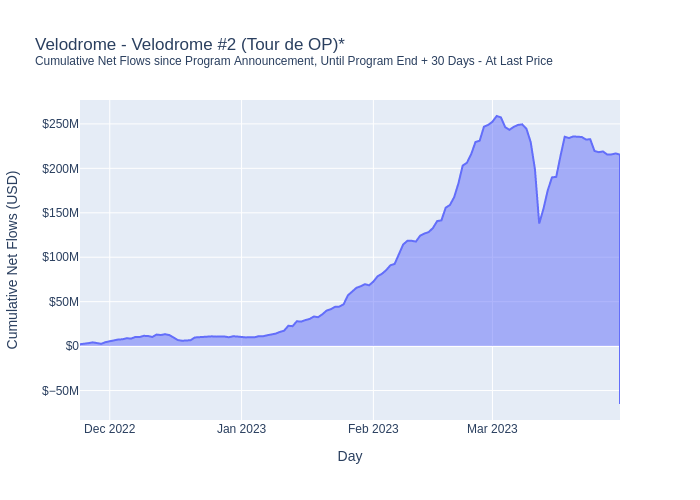 Velodrome - Velodrome #2 (Tour de OP)*
Cumulative Net Flows since Program Announcement, Until Program End + 30 Days - At Last Price
Cumulative Net Flows (USD)
$250M
$200M
$150M
$100M
$50M
$0
$−50M
Dec 2022
Jan 2023
Feb 2023
Mar 2023
Day